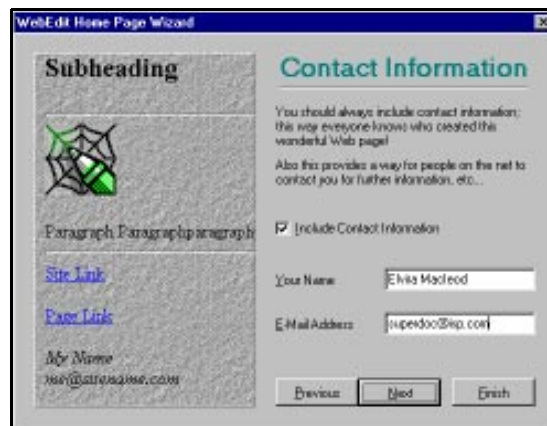 WebEdit Home Page Wizard
Subheading
Paragraph Paragraphparagraph
Site Link
Page Link
My Name
me@sitename.com
Contact Information
You should always include contact information;
this way everyone knows who created this
wonderful Web page!
Also this provides a way for people on the net to
contact you for further information, etc...
Include Contact Information
Your Name
Elvira Macleod
E-Mail Address
superdoc@isp.com
Previous
Next
Finish